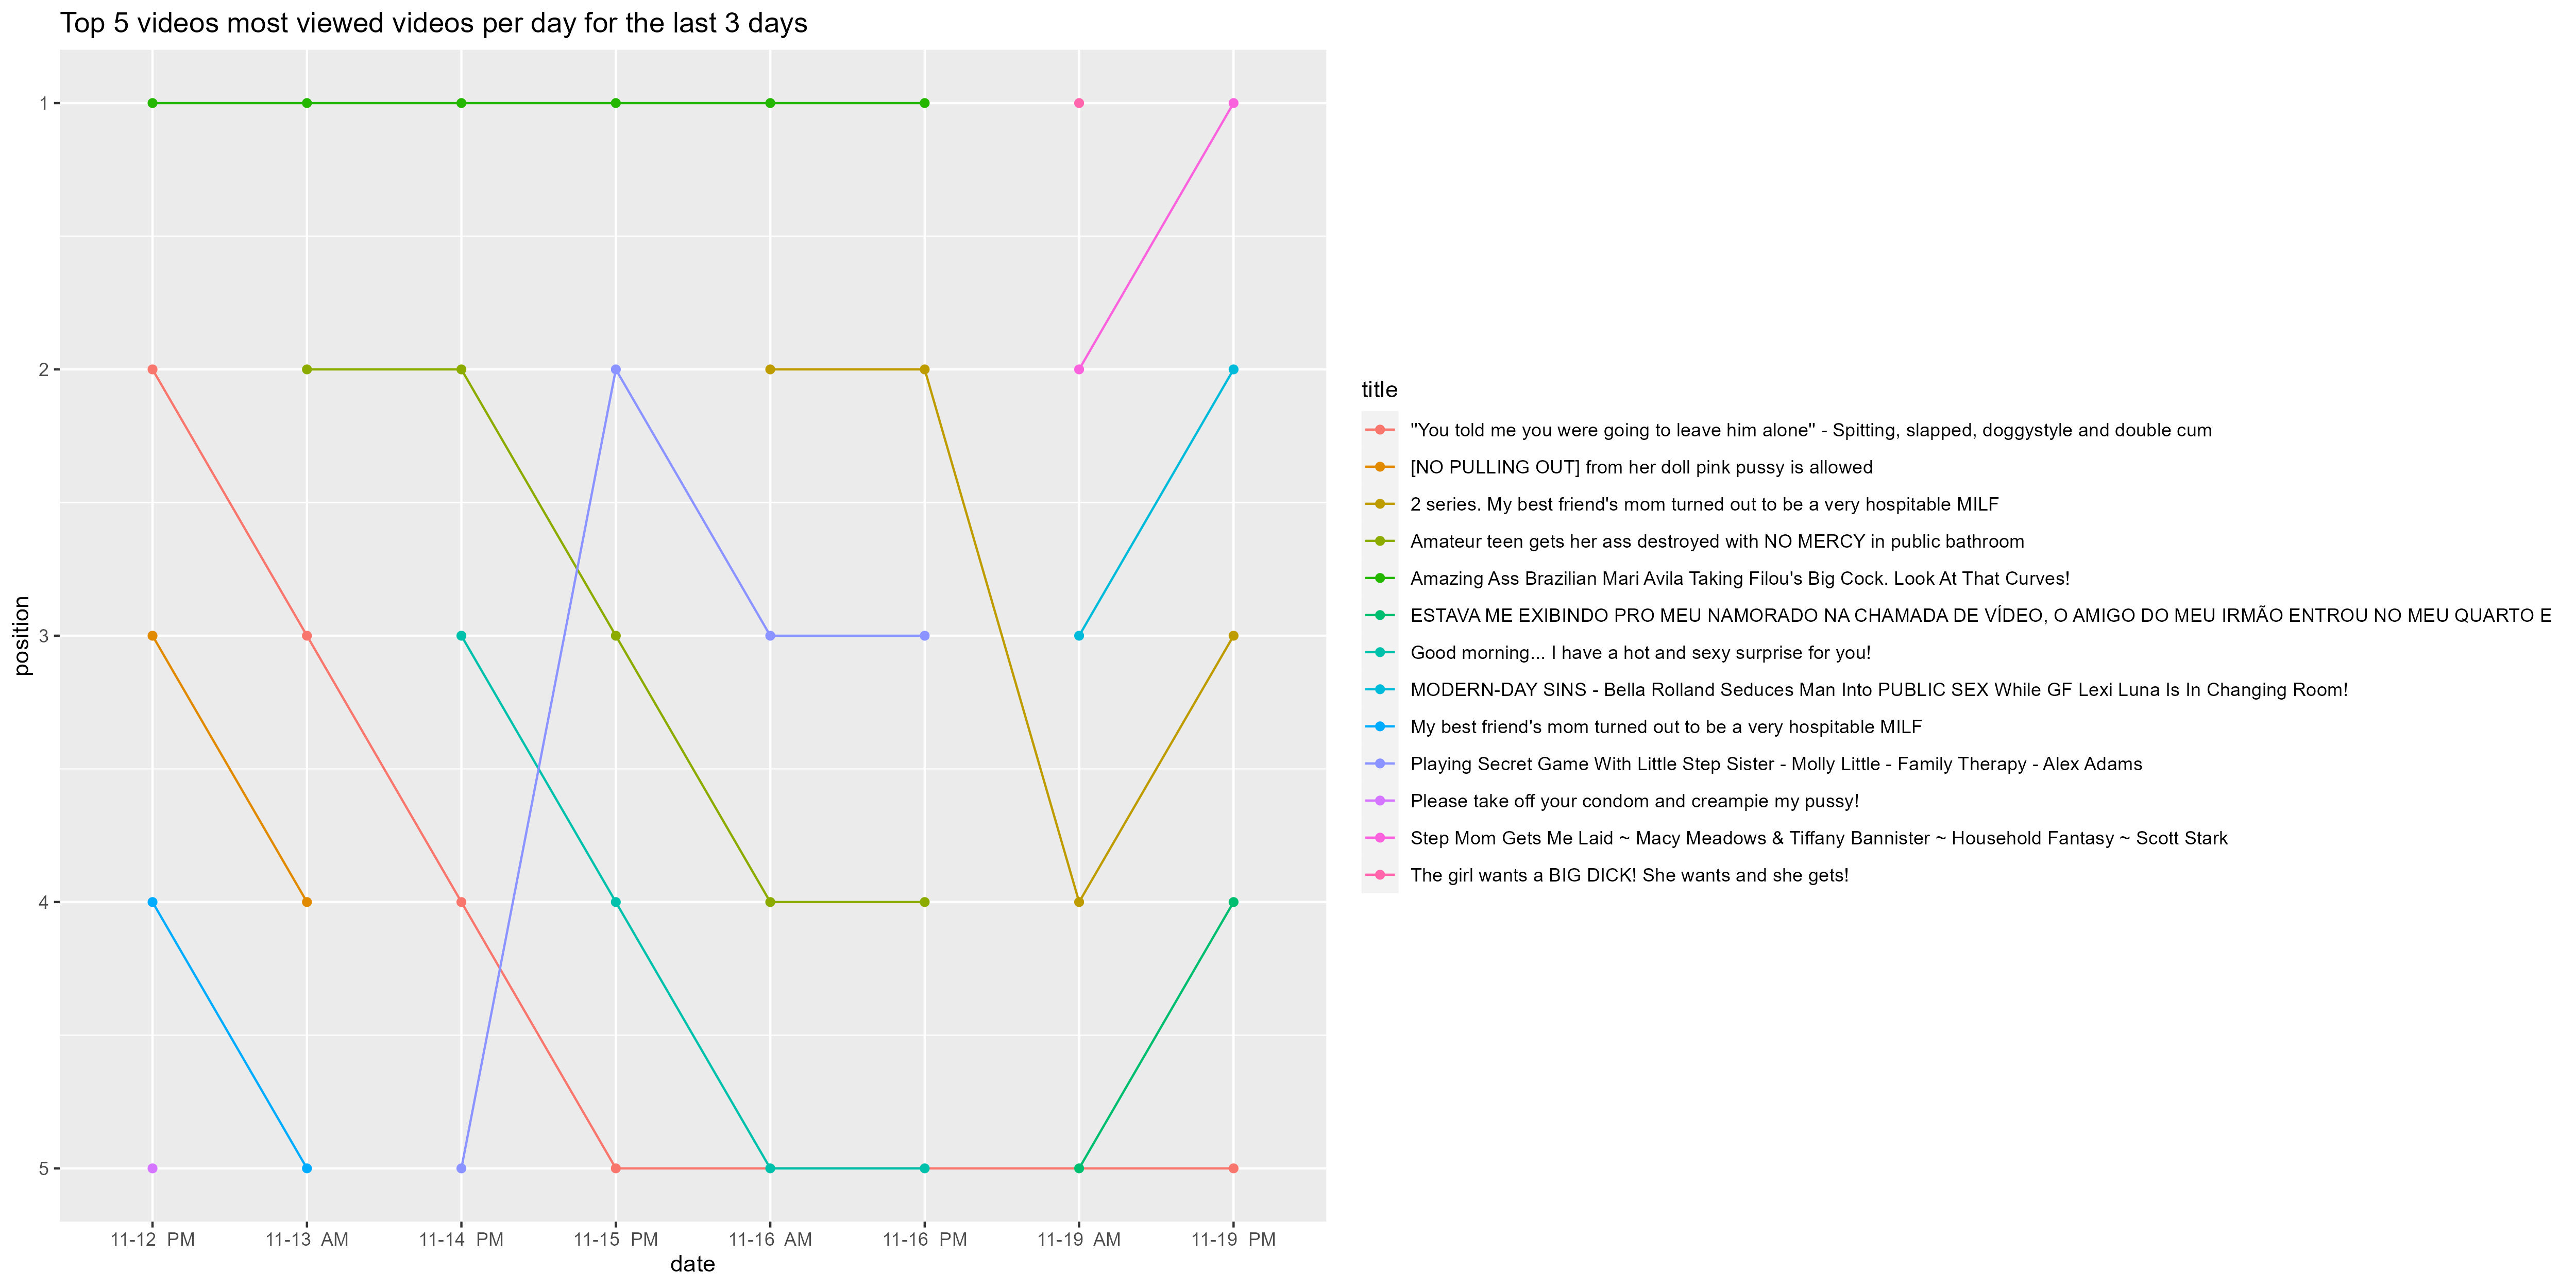 Top 5 videos most viewed videos per day for the last 3 days
1
2
3
4
5
position
11-12 PM
11-13 AM
11-14 PM
11-15 PM
11-16 AM
11-16 PM
11-19 AM
11-19 PM
date
title
"You told me you were going to leave him alone" - Spitting, slapped, doggystyle and double cum
[NO PULLING OUT] from her doll pink pussy is allowed
2 series. My best friend's mom turned out to be a very hospitable MILF
Amateur teen gets her ass destroyed with NO MERCY in public bathroom
Amazing Ass Brazilian Mari Avila Taking Filou's Big Cock. Look At That Curves!
ESTAVA ME EXIBINDO PRO MEU NAMORADO NA CHAMADA DE VÍDEO, O AMIGO DO MEU IRMÃO ENTROU NO MEU QUARTO E
Good morning... I have a hot and sexy surprise for you!
MODERN-DAY SINS - Bella Rolland Seduces Man Into PUBLIC SEX While GF Lexi Luna Is In Changing Room!
My best friend's mom turned out to be a very hospitable MILF
Playing Secret Game With Little Step Sister - Molly Little - Family Therapy - Alex Adams
Please take off your condom and creampie my pussy!
Step Mom Gets Me Laid ~ Macy Meadows & Tiffany Bannister ~ Household Fantasy ~ Scott Stark
The girl wants a BIG DICK! She wants and she gets!